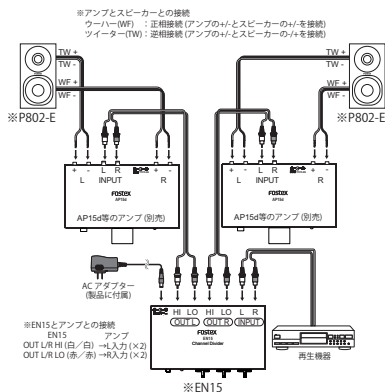 ※アンプとスピーカーとの接続
ウーハー(WF) ：正相接続 (アンプの+/-とスピーカーの+/-を接続)
ツイーター(TW)：逆相接続 (アンプの+/-とスピーカーの-/+を接続)
TW +
TW -
WF +
WF -
※P802-E
TW +
TW -
WF +
WF -
※P802-E
+ - L R + -
L INPUT R
FOSTEX
AP15d
AP15d等のアンプ (別売)
+ - L R + -
L INPUT R
FOSTEX
AP15d
AP15d等のアンプ (別売)
AC アダプター
(製品に付属)
HI LO HI LO L R
OUT L OUT R INPUT
FOSTEX
EN15
Channel Divider
再生機器
※EN15とアンプとの接続
EN15 アンプ
OUT L/R HI (白／白) →L入力 (×2)
OUT L/R LO (赤／赤) →R入力 (×2)
※EN15